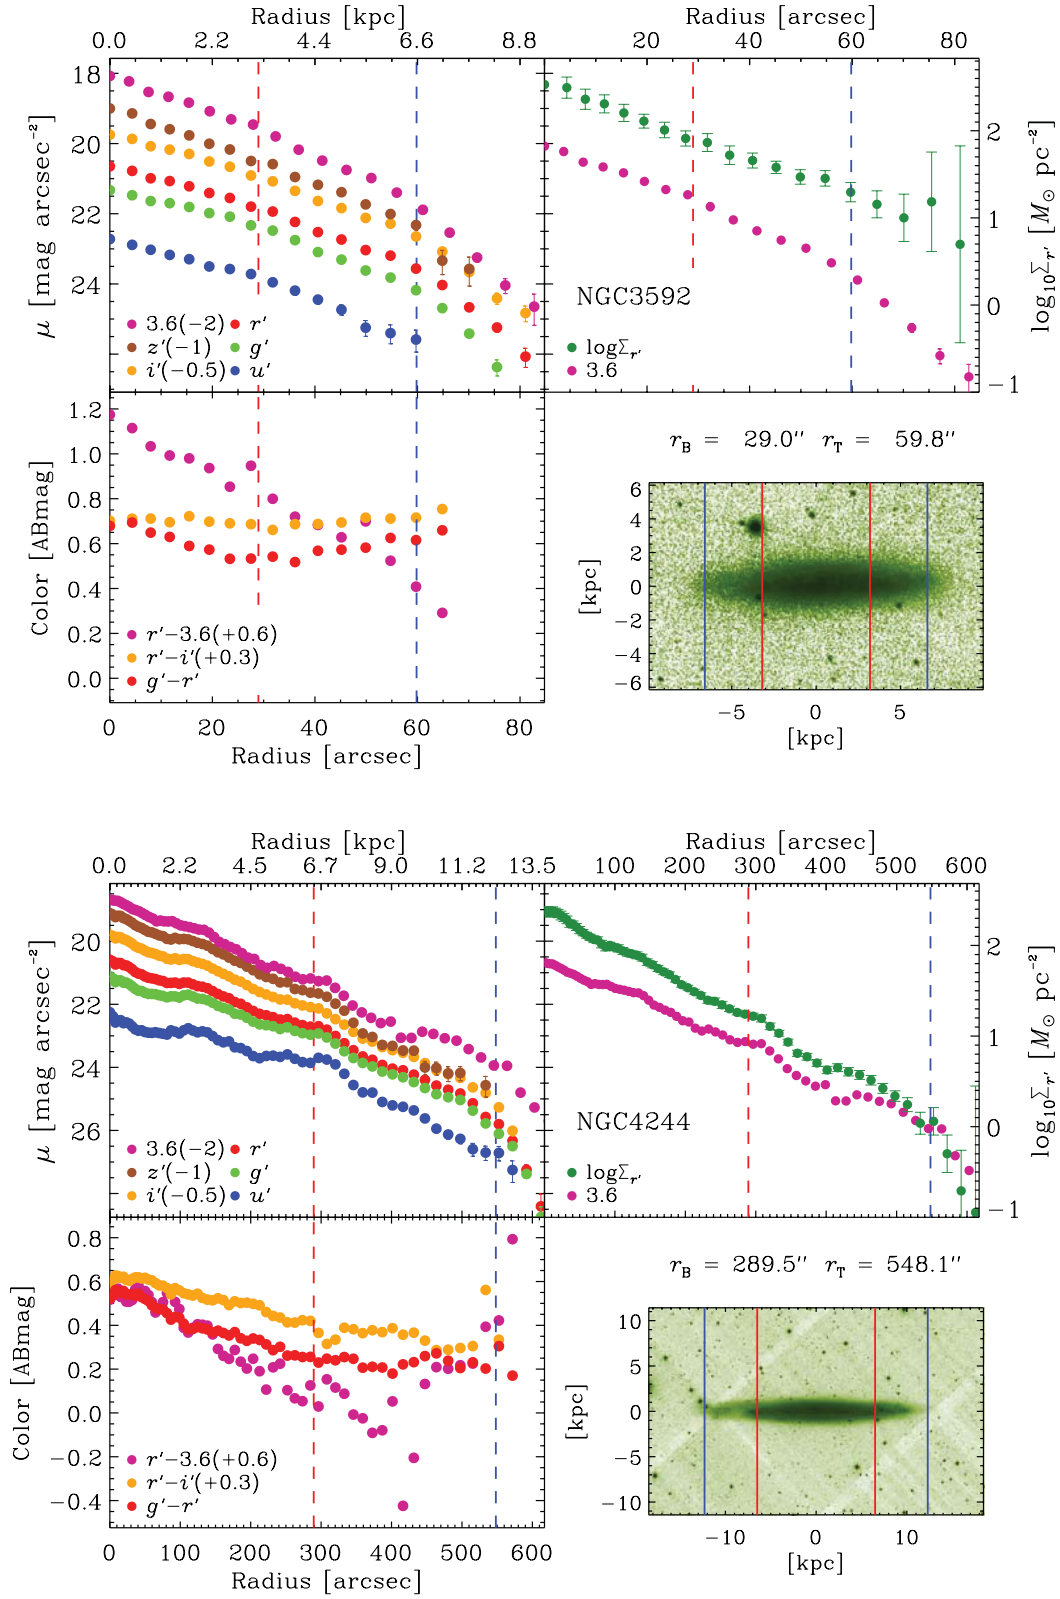 Radius [kpc] Radius [arcsec]
0.0 2.2 4.4 6.6 8.8 20 40 60 80
18
20
22
24
μ [mag arcsec⁻²]
2
1
0
−1
log₁₀Σr′ [M⊙ pc⁻²]
NGC3592
3.6(−2) r′
z′(−1) g′
i′(−0.5) u′
logΣr′
3.6
1.2
1.0
0.8
0.6
0.4
0.2
0.0
Color [ABmag]
r′−3.6(+0.6)
r′−i′(+0.3)
g′−r′
0 20 40 60 80
Radius [arcsec]
rB = 29.0″ rT = 59.8″
6
4
2
0
−2
−4
−6
[kpc]
−5 0 5
[kpc]
Radius [kpc] Radius [arcsec]
0.0 2.2 4.5 6.7 9.0 11.2 13.5 100 200 300 400 500 600
20
22
24
26
μ [mag arcsec⁻²]
2
1
0
−1
log₁₀Σr′ [M⊙ pc⁻²]
NGC4244
3.6(−2) r′
z′(−1) g′
i′(−0.5) u′
logΣr′
3.6
0.8
0.6
0.4
0.2
0.0
−0.2
−0.4
Color [ABmag]
r′−3.6(+0.6)
r′−i′(+0.3)
g′−r′
0 100 200 300 400 500 600
Radius [arcsec]
rB = 289.5″ rT = 548.1″
10
5
0
−5
−10
[kpc]
−10 0 10
[kpc]